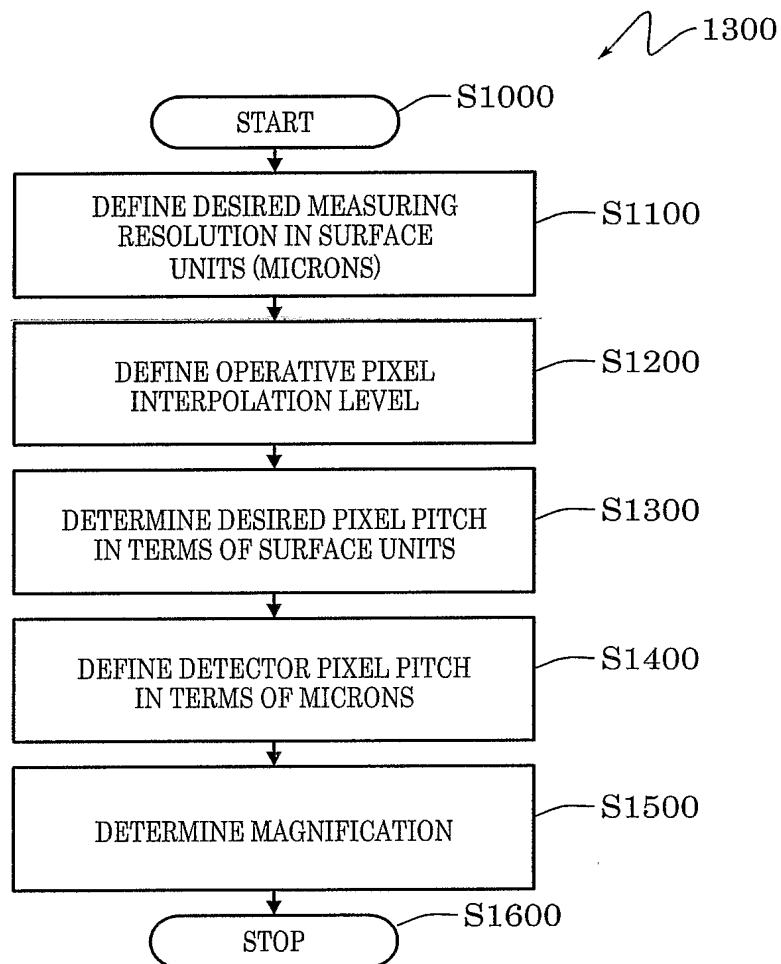 1300
START
S1000
DEFINE DESIRED MEASURING
RESOLUTION IN SURFACE
UNITS (MICRONS)
S1100
DEFINE OPERATIVE PIXEL
INTERPOLATION LEVEL
S1200
DETERMINE DESIRED PIXEL PITCH
IN TERMS OF SURFACE UNITS
S1300
DEFINE DETECTOR PIXEL PITCH
IN TERMS OF MICRONS
S1400
DETERMINE MAGNIFICATION
S1500
STOP
S1600